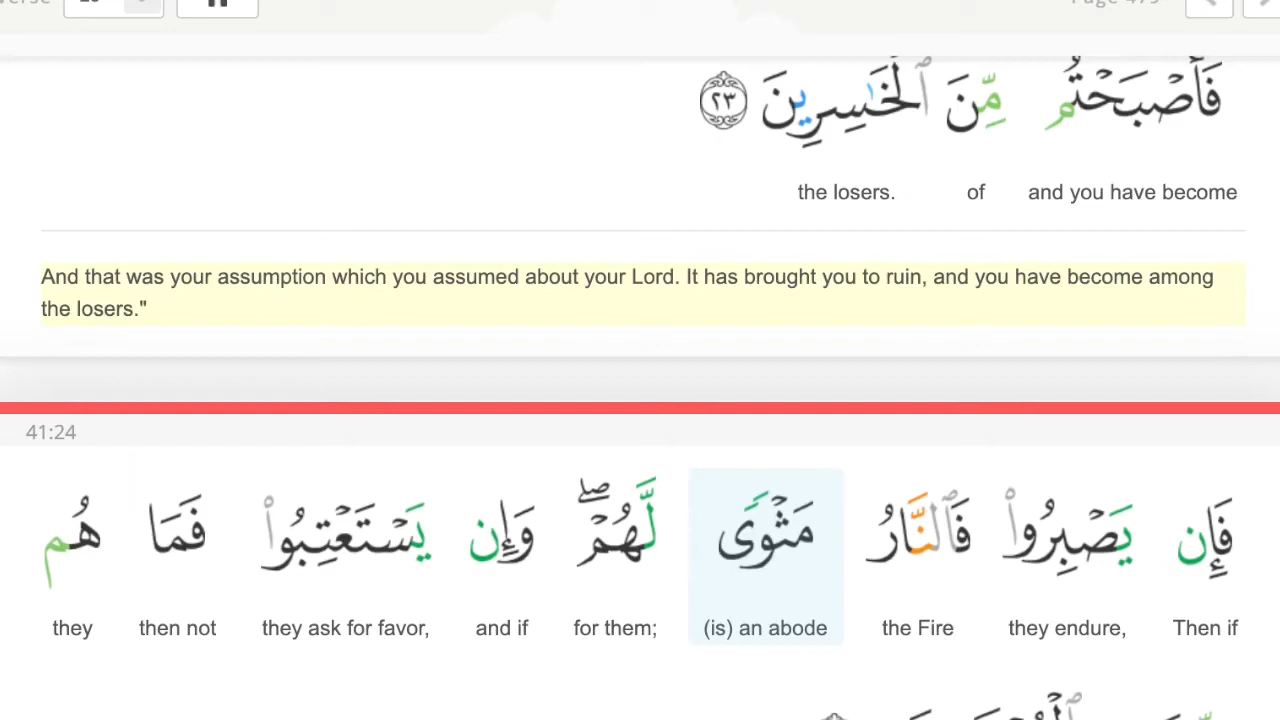 Page 479
فَأَصْبَحْتُم مِّنَ ٱلْخَـٰسِرِينَ ٢٣
and you have become of the losers.
And that was your assumption which you assumed about your Lord. It has brought you to ruin, and you have become among
the losers."
41:24
فَإِن يَصْبِرُوا۟ فَٱلنَّارُ مَثْوًى لَّهُمْ ۖ وَإِن يَسْتَعْتِبُوا۟ فَمَا هُم
Then if they endure, the Fire (is) an abode for them; and if they ask for favor, then not they